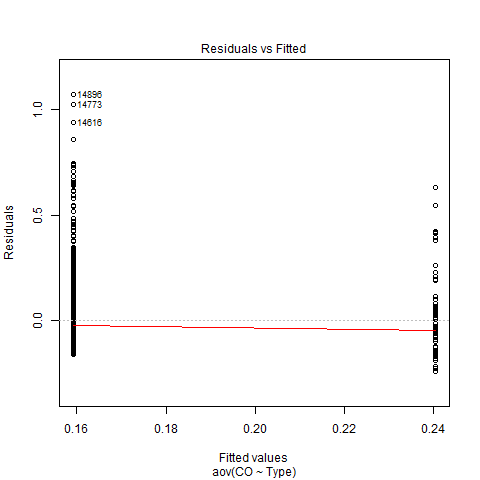 Residuals vs Fitted
14896
14773
14616
1.0
0.5
0.0
Residuals
0.16 0.18 0.20 0.22 0.24
Fitted values
aov(CO ~ Type)